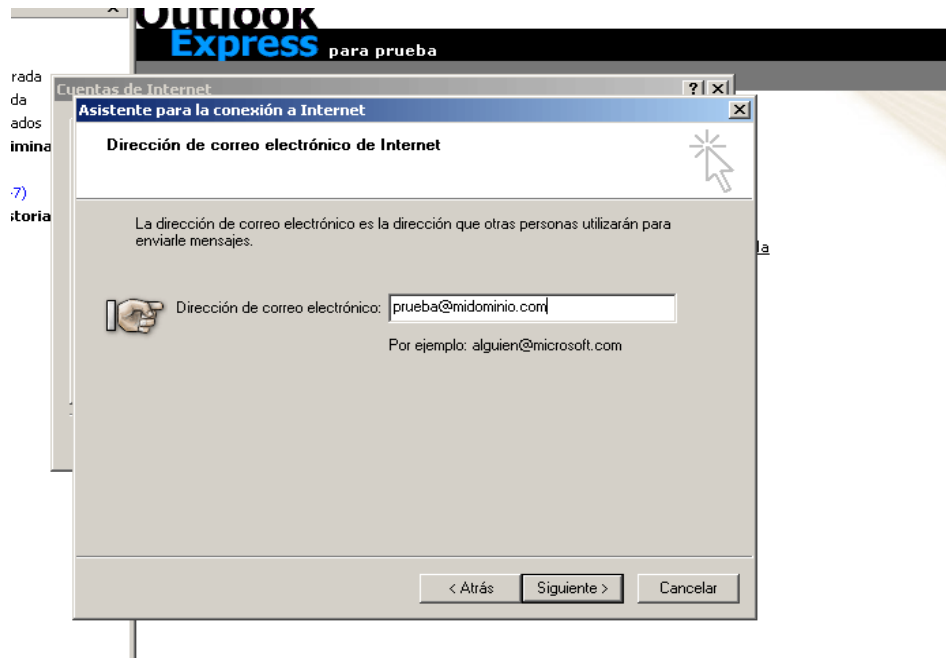 Outlook
Express para prueba
rada
da
ados
imina
-7)
storia
Cuentas de Internet
Asistente para la conexión a Internet
Dirección de correo electrónico de Internet
La dirección de correo electrónico es la dirección que otras personas utilizarán para
enviarle mensajes.
la
Dirección de correo electrónico: prueba@midominio.com
Por ejemplo: alguien@microsoft.com
< Atrás Siguiente > Cancelar